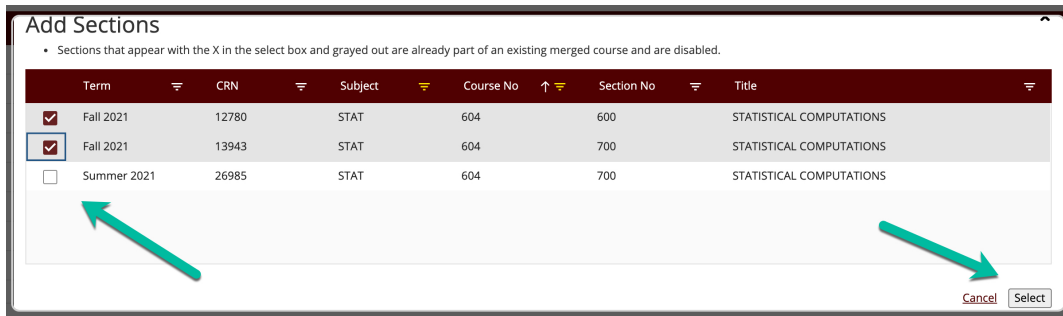 Add Sections
• Sections that appear with the X in the select box and grayed out are already part of an existing merged course and are disabled.
Term CRN Subject Course No Section No Title
Fall 2021 12780 STAT 604 600 STATISTICAL COMPUTATIONS
Fall 2021 13943 STAT 604 700 STATISTICAL COMPUTATIONS
Summer 2021 26985 STAT 604 700 STATISTICAL COMPUTATIONS
Cancel Select